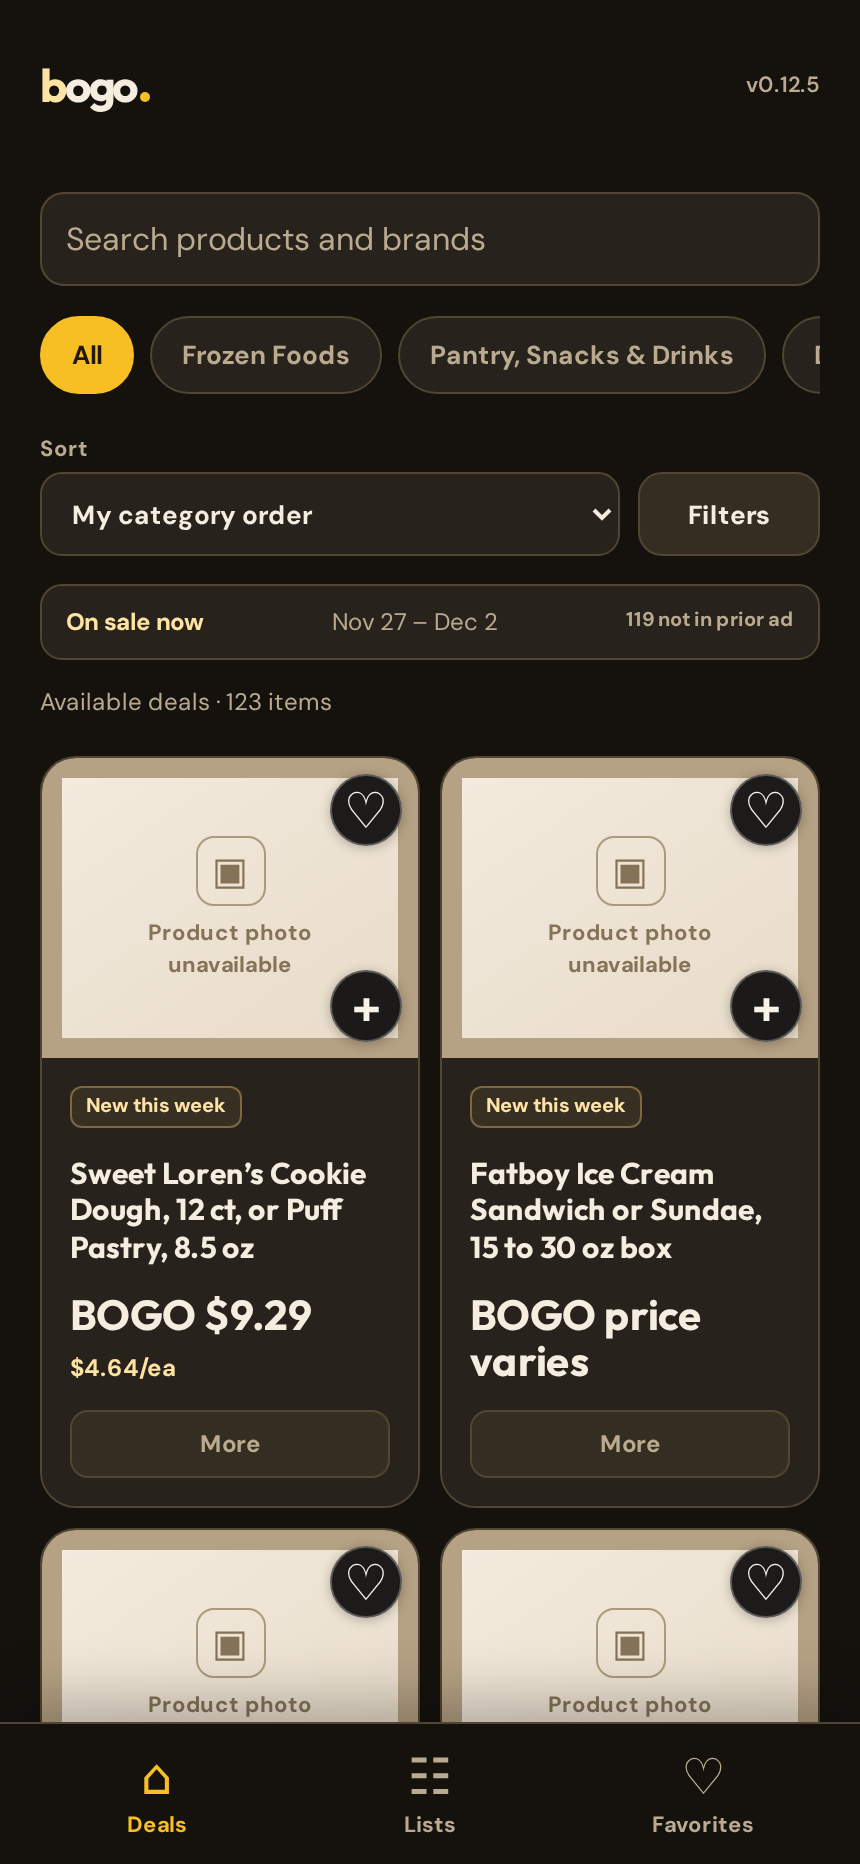 bogo.
v0.12.5
Search products and brands
All
Frozen Foods
Pantry, Snacks & Drinks
Sort
My category order
Filters
On sale now
Nov 27 – Dec 2
119 not in prior ad
Available deals · 123 items
Product photo
unavailable
Product photo
unavailable
New this week
Sweet Loren’s Cookie
Dough, 12 ct, or Puff
Pastry, 8.5 oz
BOGO $9.29
$4.64/ea
More
New this week
Fatboy Ice Cream
Sandwich or Sundae,
15 to 30 oz box
BOGO price
varies
More
Product photo
Product photo
Deals
Lists
Favorites